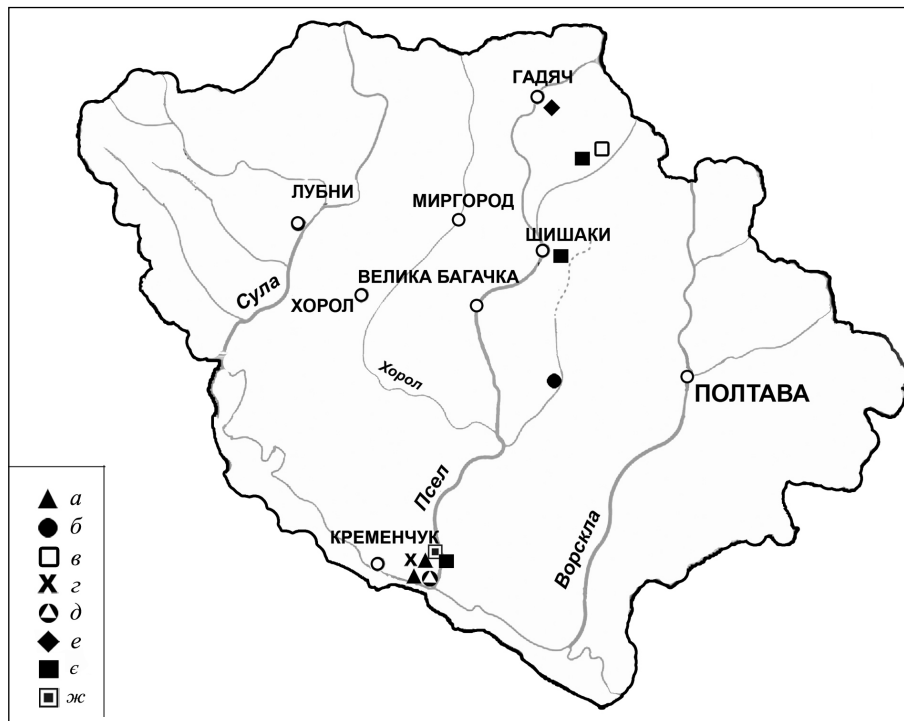 ГАДЯЧ
ЛУБНИ
МИРГОРОД
ШИШАКИ
Сула
ВЕЛИКА БАГАЧКА
ХОРОЛ
Хорол
ПОЛТАВА
Псел
Ворскла
КРЕМЕНЧУК
Х
а
б
в
Х г
д
е
є
ж